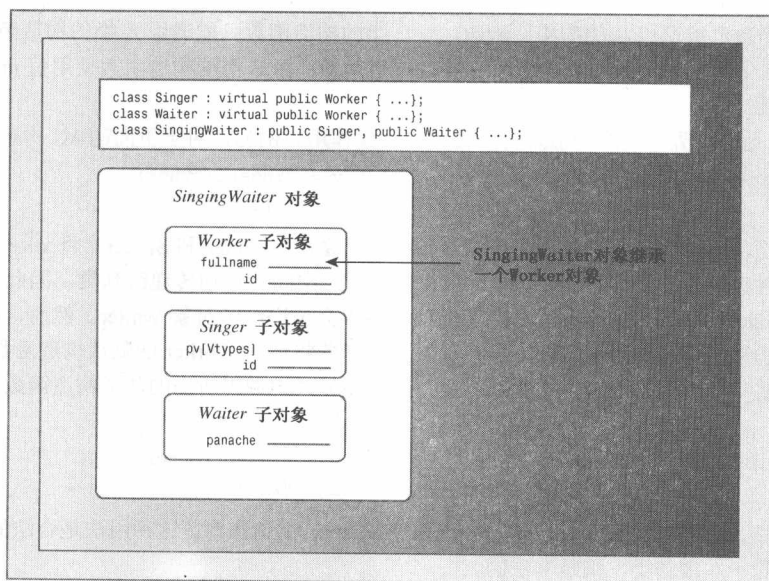 class Singer : virtual public Worker { ...};
class Waiter : virtual public Worker { ...};
class SingingWaiter : public Singer, public Waiter { ...};
SingingWaiter 对象
Worker 子对象
fullname
id
SingingWaiter对象继承
一个Worker对象
Singer 子对象
pv[Vtypes]
id
Waiter 子对象
panache